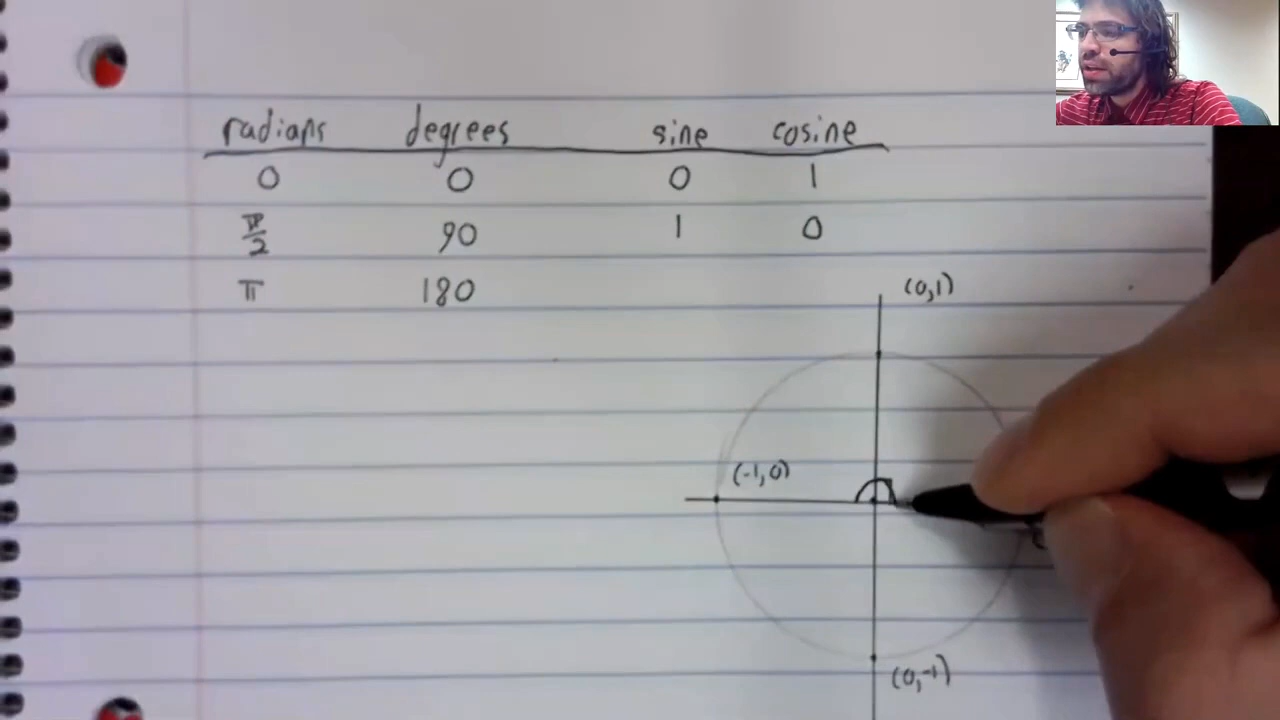 radians degrees sine cosine
0 0 0 1
π/2 90 1 0
π 180
(0,1)
(-1,0)
(0,-1)